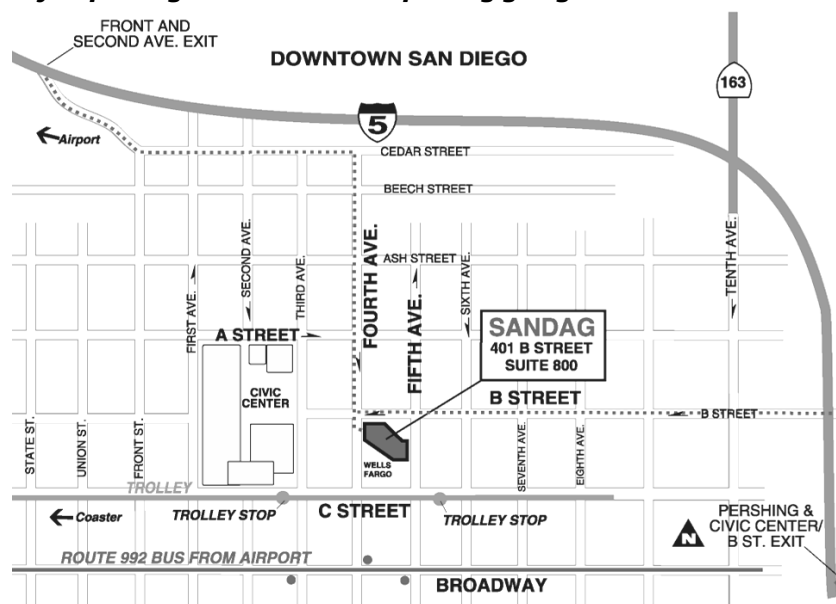 FRONT AND
SECOND AVE. EXIT
DOWNTOWN SAN DIEGO
163
5
Airport
CEDAR STREET
BEECH STREET
ASH STREET
FIRST AVE.
SECOND AVE.
THIRD AVE.
FOURTH AVE.
FIFTH AVE.
SIXTH AVE.
TENTH AVE.
A STREET
SANDAG
401 B STREET
SUITE 800
B STREET
B STREET
CIVIC
CENTER
WELLS
FARGO
STATE ST.
UNION ST.
FRONT ST.
SEVENTH AVE.
EIGHTH AVE.
TROLLEY
Coaster
TROLLEY STOP
C STREET
TROLLEY STOP
N
PERSHING &
CIVIC CENTER/
B ST. EXIT
ROUTE 992 BUS FROM AIRPORT
BROADWAY